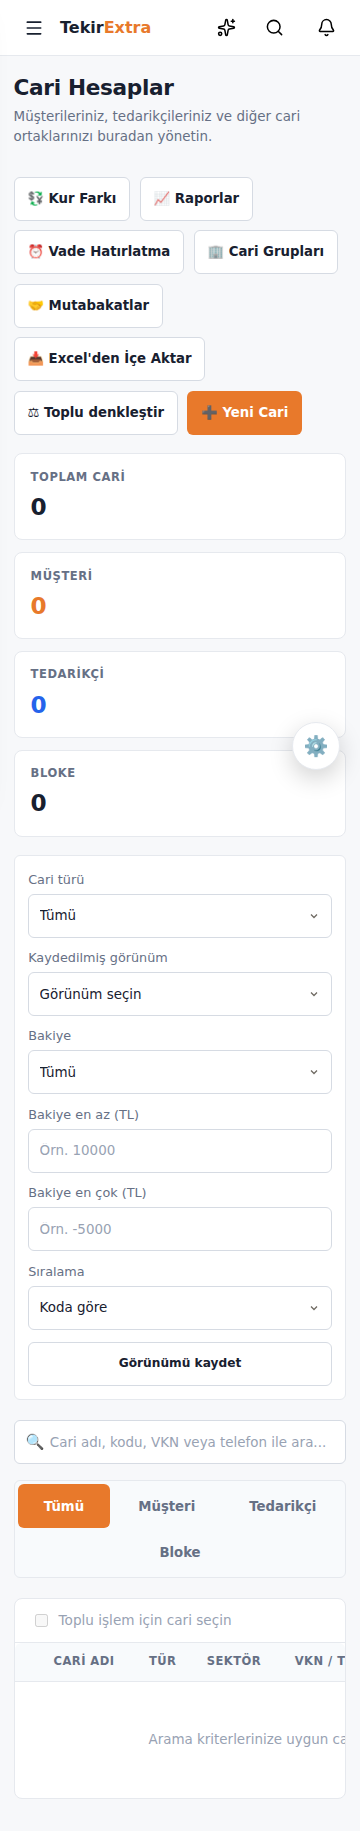 TekirExtra
Cari Hesaplar
Müşterileriniz, tedarikçileriniz ve diğer cari
ortaklarınızı buradan yönetin.
💱 Kur Farkı
📈 Raporlar
⏰ Vade Hatırlatma
🏢 Cari Grupları
🤝 Mutabakatlar
📥 Excel'den İçe Aktar
⚖ Toplu denkleştir
➕ Yeni Cari
TOPLAM CARİ
0
MÜŞTERİ
0
TEDARİKÇİ
0
BLOKE
0
Cari türü
Tümü
Kaydedilmiş görünüm
Görünüm seçin
Bakiye
Tümü
Bakiye en az (TL)
Örn. 10000
Bakiye en çok (TL)
Örn. -5000
Sıralama
Koda göre
Görünümü kaydet
🔍 Cari adı, kodu, VKN veya telefon ile ara...
Tümü Müşteri Tedarikçi
Bloke
Toplu işlem için cari seçin
CARİ ADI TÜR SEKTÖR VKN / T
Arama kriterlerinize uygun ca